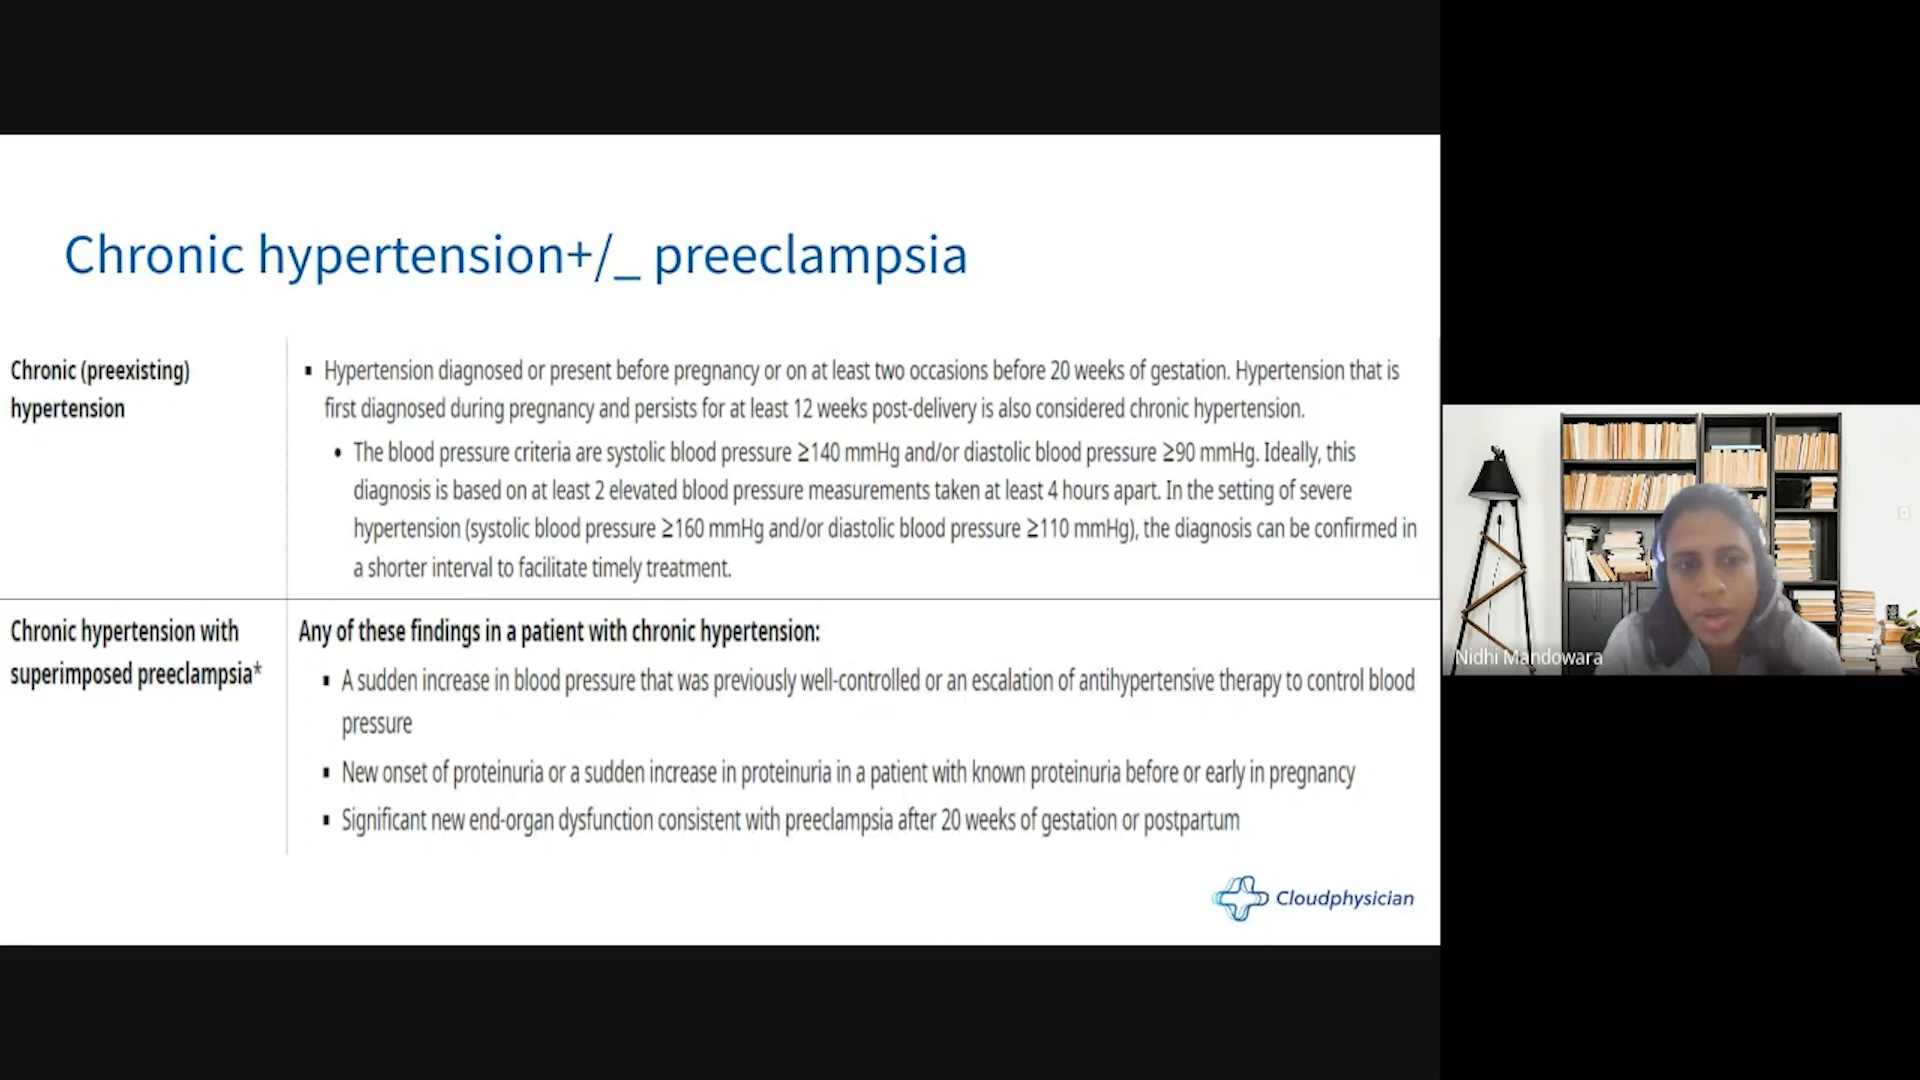 Chronic hypertension+/_ preeclampsia
Chronic (preexisting)
hypertension
▪ Hypertension diagnosed or present before pregnancy or on at least two occasions before 20 weeks of gestation. Hypertension that is
first diagnosed during pregnancy and persists for at least 12 weeks post-delivery is also considered chronic hypertension.
• The blood pressure criteria are systolic blood pressure ≥140 mmHg and/or diastolic blood pressure ≥90 mmHg. Ideally, this
diagnosis is based on at least 2 elevated blood pressure measurements taken at least 4 hours apart. In the setting of severe
hypertension (systolic blood pressure ≥160 mmHg and/or diastolic blood pressure ≥110 mmHg), the diagnosis can be confirmed in
a shorter interval to facilitate timely treatment.
Chronic hypertension with
superimposed preeclampsia*
Any of these findings in a patient with chronic hypertension:
▪ A sudden increase in blood pressure that was previously well-controlled or an escalation of antihypertensive therapy to control blood
pressure
▪ New onset of proteinuria or a sudden increase in proteinuria in a patient with known proteinuria before or early in pregnancy
▪ Significant new end-organ dysfunction consistent with preeclampsia after 20 weeks of gestation or postpartum
Cloudphysician
Nidhi Mandowara